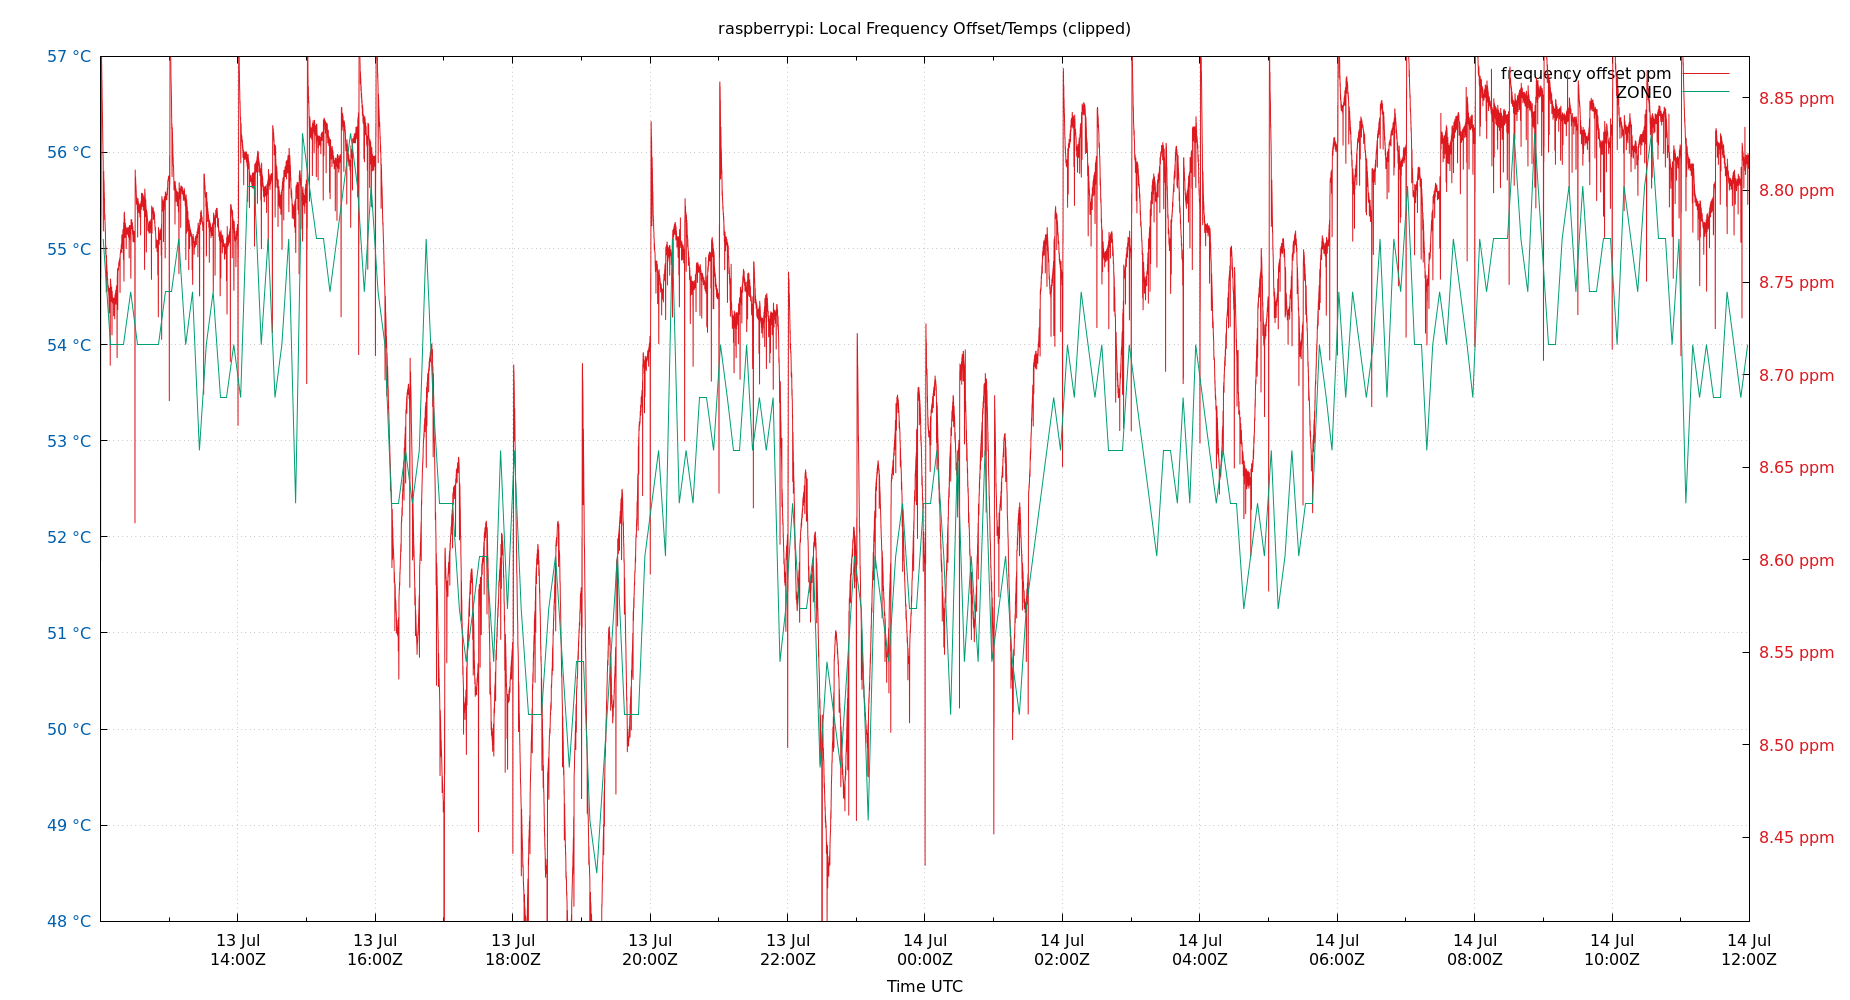 raspberrypi: Local Frequency Offset/Temps (clipped)
57 °C
56 °C
55 °C
54 °C
53 °C
52 °C
51 °C
50 °C
49 °C
48 °C
frequency offset ppm
ZONE0
8.85 ppm
8.80 ppm
8.75 ppm
8.70 ppm
8.65 ppm
8.60 ppm
8.55 ppm
8.50 ppm
8.45 ppm
13 Jul 13 Jul 13 Jul 13 Jul 13 Jul 14 Jul 14 Jul 14 Jul 14 Jul 14 Jul 14 Jul 14 Jul
14:00Z 16:00Z 18:00Z 20:00Z 22:00Z 00:00Z 02:00Z 04:00Z 06:00Z 08:00Z 10:00Z 12:00Z
Time UTC